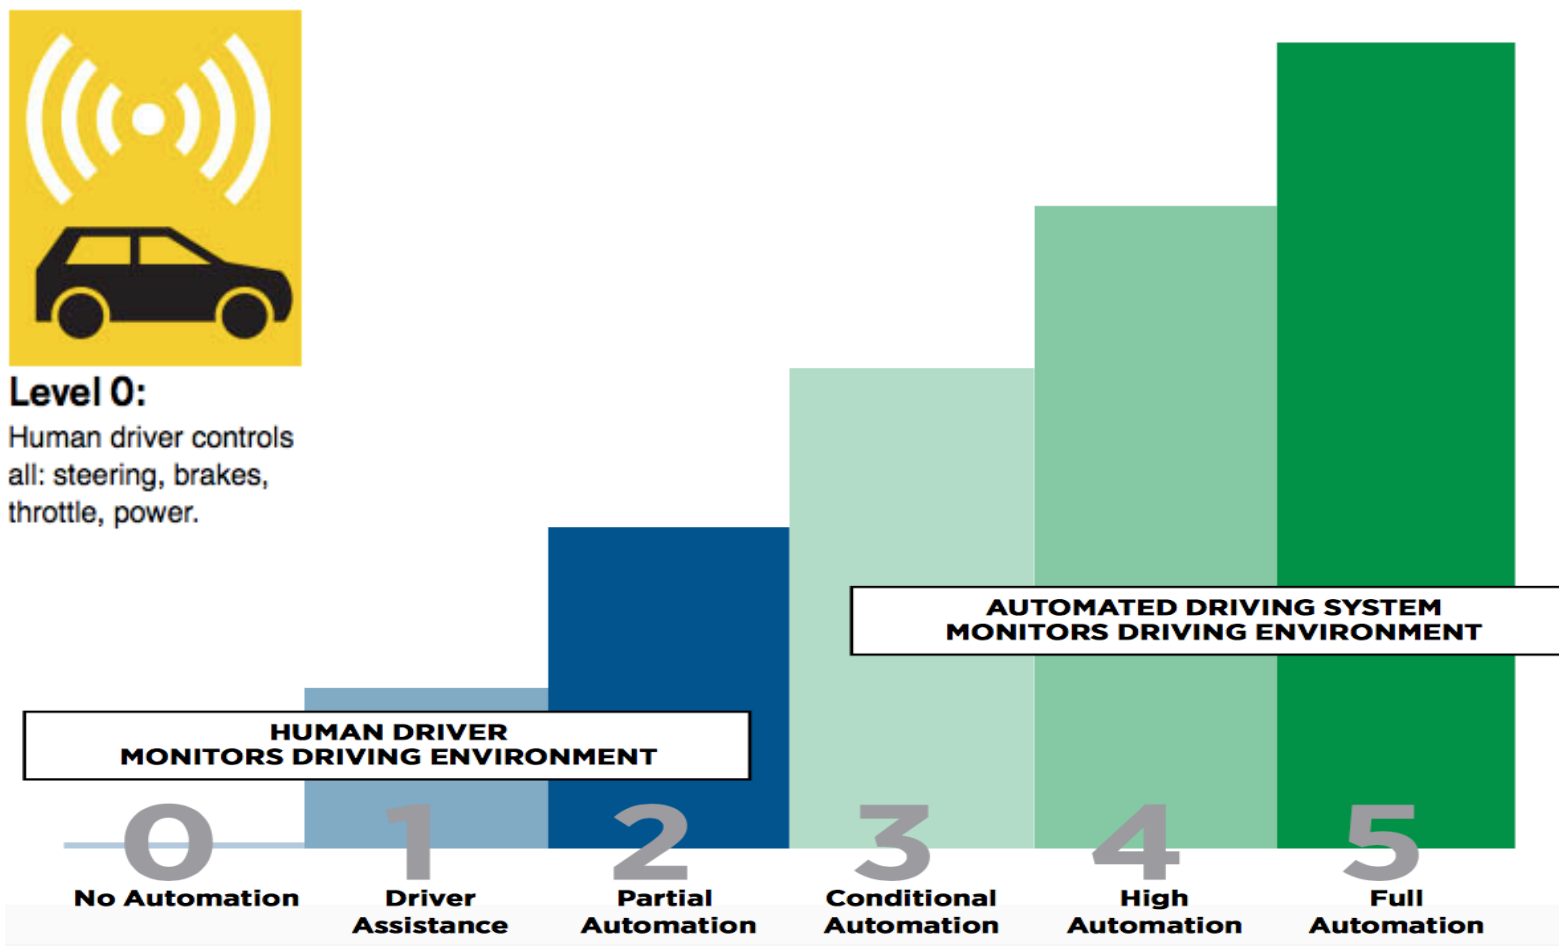 Level 0:
Human driver controls
all: steering, brakes,
throttle, power.
AUTOMATED DRIVING SYSTEM
MONITORS DRIVING ENVIRONMENT
HUMAN DRIVER
MONITORS DRIVING ENVIRONMENT
0
No Automation
1
Driver
Assistance
2
Partial
Automation
3
Conditional
Automation
4
High
Automation
5
Full
Automation